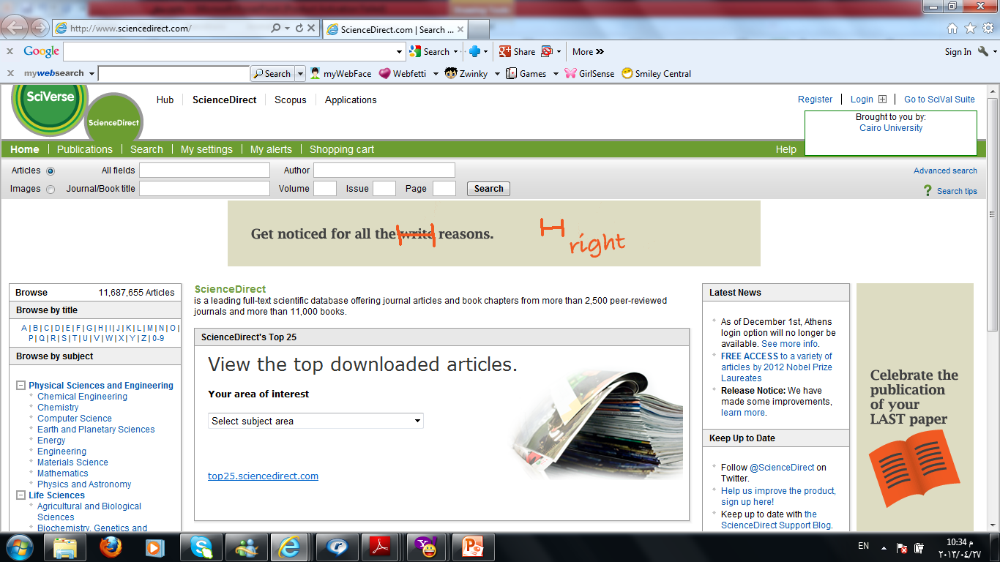 http://www.sciencedirect.com/
ScienceDirect.com | Search ...
x Google Search Share More »
Sign In
x mywebsearch Search myWebFace Webfetti Zwinky Games GirlSense Smiley Central
SciVerse
ScienceDirect
Hub ScienceDirect Scopus Applications
Register Login Go to SciVal Suite
Brought to you by:
Cairo University
Home Publications Search My settings My alerts Shopping cart
Help
Articles All fields Author
Advanced search
Images Journal/Book title Volume Issue Page Search
Search tips
Get noticed for all the write reasons.
right
Browse 11,687,655 Articles
Browse by title
A | B | C | D | E | F | G | H | I | J | K | L | M | N | O |
P | Q | R | S | T | U | V | W | X | Y | Z | 0-9
Browse by subject
Physical Sciences and Engineering
Chemical Engineering
Chemistry
Computer Science
Earth and Planetary Sciences
Energy
Engineering
Materials Science
Mathematics
Physics and Astronomy
Life Sciences
Agricultural and Biological
Sciences
Biochemistry, Genetics and
ScienceDirect
is a leading full-text scientific database offering journal articles and book chapters from more than 2,500 peer-reviewed
journals and more than 11,000 books.
ScienceDirect's Top 25
View the top downloaded articles.
Your area of interest
Select subject area
top25.sciencedirect.com
Latest News
As of December 1st, Athens
login option will no longer be
available. See more info.
FREE ACCESS to a variety of
articles by 2012 Nobel Prize
Laureates
Release Notice: We have
made some improvements,
learn more.
Keep Up to Date
Follow @ScienceDirect on
Twitter.
Help us improve the product,
sign up here!
Keep up to date with the
ScienceDirect Support Blog.
Celebrate the
publication
of your
LAST paper
EN
10:34 م
٢٠١٣/٠٤/٢٧